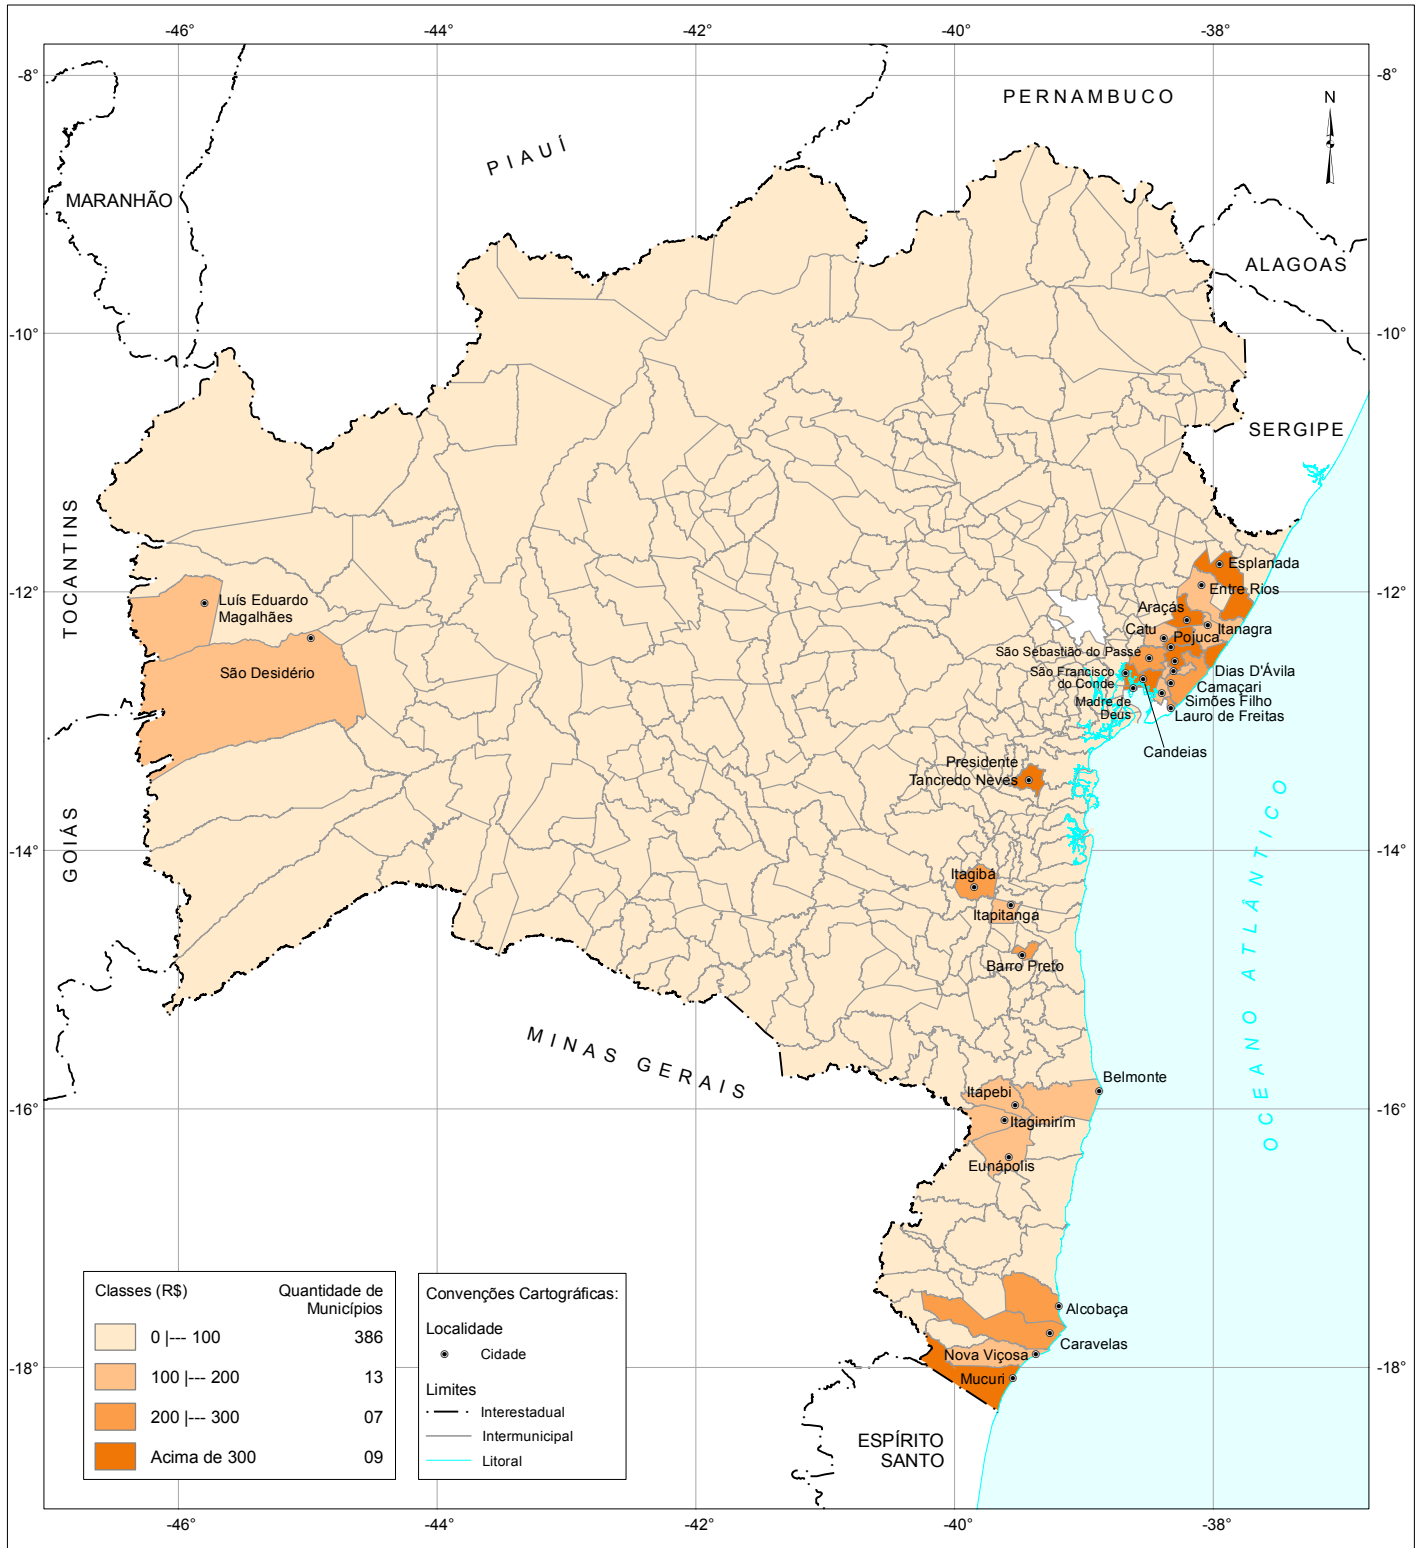 -46°
-44°
-42°
-40°
-38°
-8°
-8°
PERNAMBUCO
N
PIAUÍ
MARANHÃO
ALAGOAS
-10°
-10°
SERGIPE
TOCANTINS
Esplanada
-12°
-12°
Entre Rios
Luís Eduardo
Magalhães
Araçás
Catu
Pojuca
Itanagra
São Desidério
São Sebastião do Passé
São Francisco
do Conde
Dias D'Ávila
Camaçari
Madre de
Deus
Simões Filho
Lauro de Freitas
Candeias
Presidente
Tancredo Neves
OCEANO ATLÂNTICO
GOIÁS
-14°
-14°
Itagibá
Itapitanga
Barro Preto
MINAS GERAIS
Belmonte
Itapebi
-16°
-16°
Itagimirim
Eunápolis
Alcobaça
Caravelas
Nova Viçosa
-18°
-18°
Mucuri
ESPÍRITO
SANTO
Classes (R$)
Quantidade de
Municípios
0 |--- 100 386
100 |--- 200 13
200 |--- 300 07
Acima de 300 09
Convenções Cartográficas:
Localidade
Cidade
Limites
Interestadual
Intermunicipal
Litoral
-46°
-44°
-42°
-40°
-38°